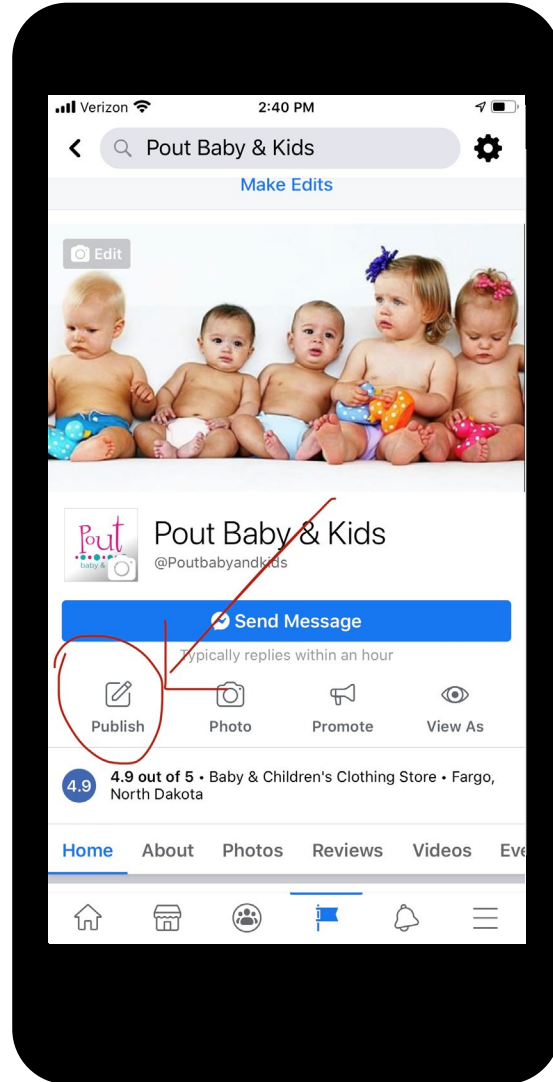 Verizon 2:40 PM
Pout Baby & Kids
Make Edits
Edit
Pout
baby &
Pout Baby & Kids
@Poutbabyandkids
Send Message
Typically replies within an hour
Publish Photo Promote View As
4.9
4.9 out of 5 • Baby & Children's Clothing Store • Fargo,
North Dakota
Home About Photos Reviews Videos Eve